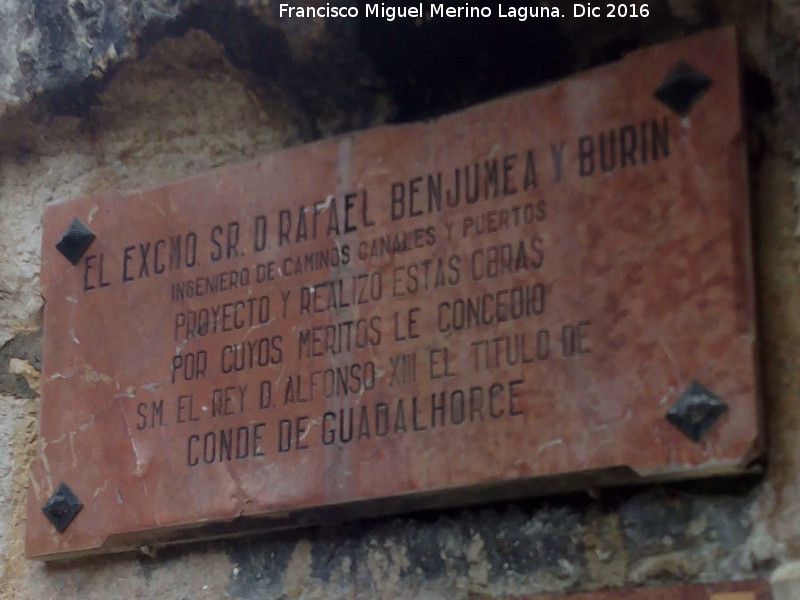 Francisco Miguel Merino Laguna. Dic 2016
EL EXCMO. SR. D. RAFAEL BENJUMEA Y BURIN
INGENIERO DE CAMINOS CANALES Y PUERTOS
PROYECTO Y REALIZO ESTAS OBRAS
POR CUYOS MERITOS LE CONCEDIO
S.M. EL REY D. ALFONSO XIII EL TITULO DE
CONDE DE GUADALHORCE